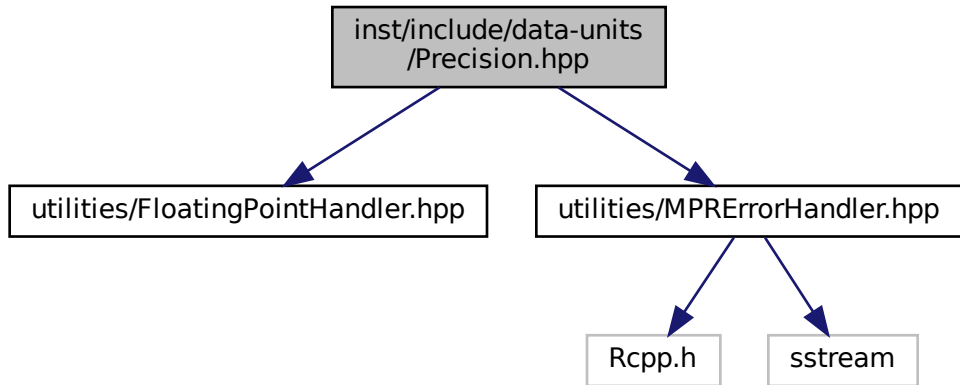 inst/include/data-units
/Precision.hpp
utilities/FloatingPointHandler.hpp
utilities/MPRErrorHandler.hpp
Rcpp.h
sstream